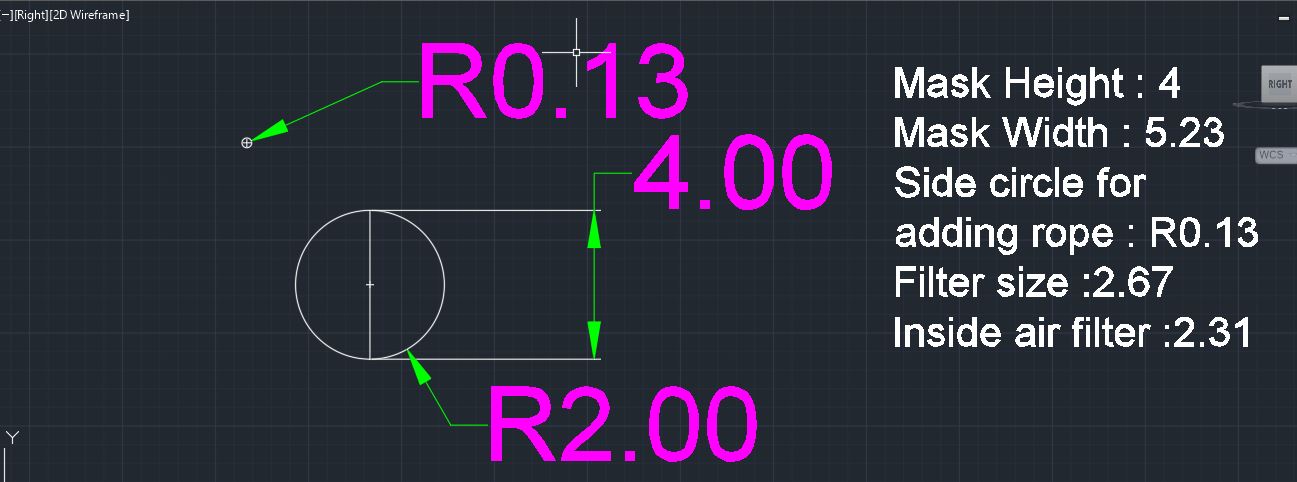 [−][Right][2D Wireframe]
R0.13
4.00
R2.00
Mask Height : 4
Mask Width : 5.23
Side circle for
adding rope : R0.13
Filter size :2.67
Inside air filter :2.31
RIGHT
WCS
Y